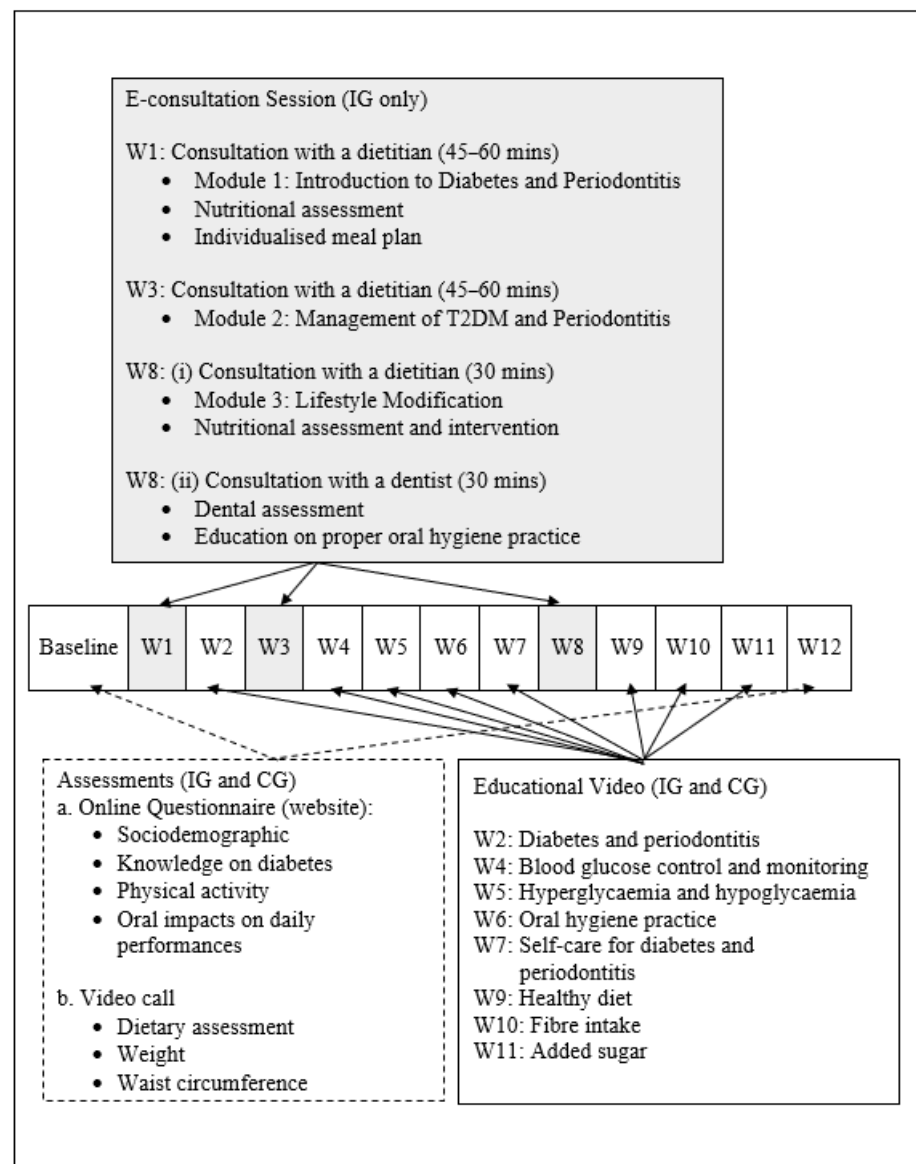 E-consultation Session (IG only)
W1: Consultation with a dietitian (45–60 mins)
• Module 1: Introduction to Diabetes and Periodontitis
• Nutritional assessment
• Individualised meal plan
W3: Consultation with a dietitian (45–60 mins)
• Module 2: Management of T2DM and Periodontitis
W8: (i) Consultation with a dietitian (30 mins)
• Module 3: Lifestyle Modification
• Nutritional assessment and intervention
W8: (ii) Consultation with a dentist (30 mins)
• Dental assessment
• Education on proper oral hygiene practice
Baseline W1 W2 W3 W4 W5 W6 W7 W8 W9 W10 W11 W12
Assessments (IG and CG)
a. Online Questionnaire (website):
• Sociodemographic
• Knowledge on diabetes
• Physical activity
• Oral impacts on daily
performances
b. Video call
• Dietary assessment
• Weight
• Waist circumference
Educational Video (IG and CG)
W2: Diabetes and periodontitis
W4: Blood glucose control and monitoring
W5: Hyperglycaemia and hypoglycaemia
W6: Oral hygiene practice
W7: Self-care for diabetes and
periodontitis
W9: Healthy diet
W10: Fibre intake
W11: Added sugar